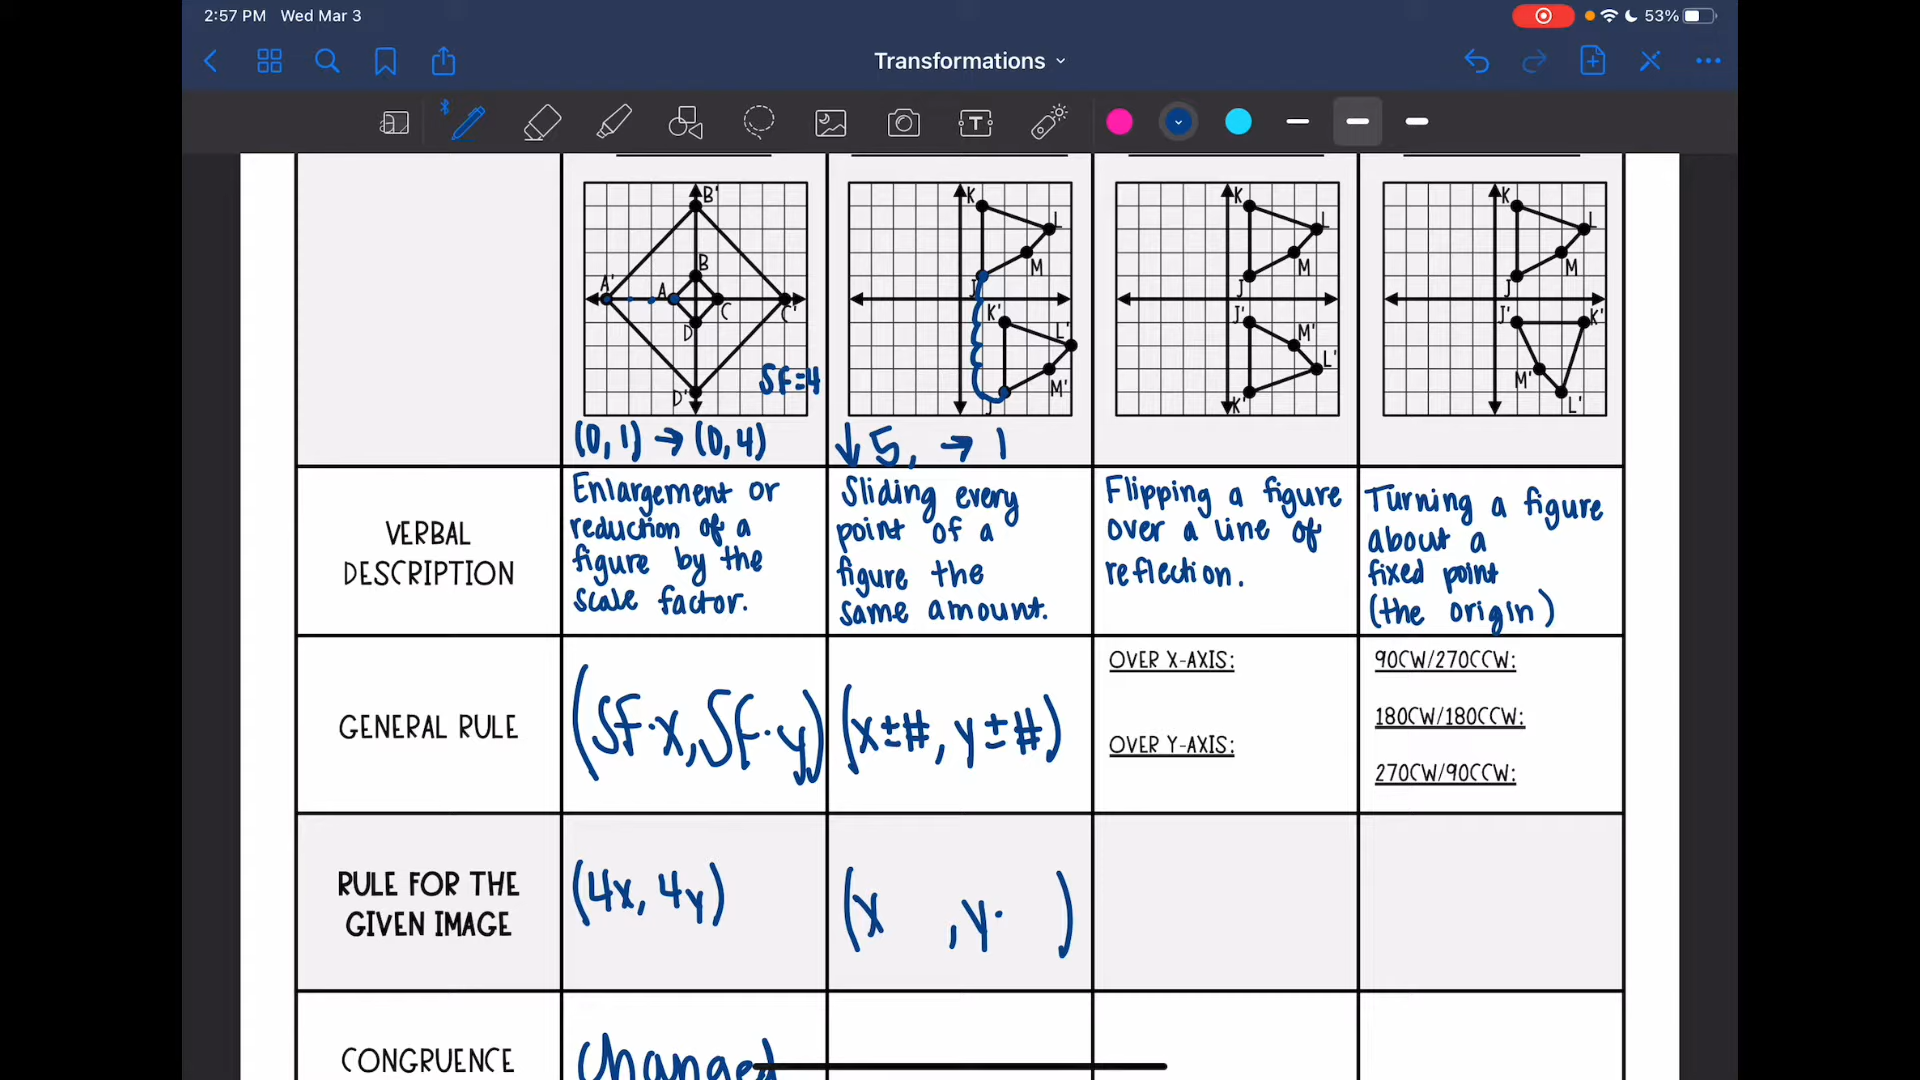 2:57 PM Wed Mar 3
53%
Transformations
T
B'
B
A'
A
C
C'
D
D'
SF=4
(0,1) → (0,4)
K
L
M
J
K'
L'
M'
↓ 5, → 1
K
L
M
J
J'
M'
L'
K'
K
L
M
J
J'
K'
M'
L'
VERBAL
DESCRIPTION
Enlargement or
reduction of a
figure by the
scale factor.
Sliding every
point of a
figure the
same amount.
Flipping a figure
over a line of
reflection.
Turning a figure
about a
fixed point
(the origin)
GENERAL RULE
(SF·x, SF·y)
(x±#, y±#)
OVER X-AXIS:
OVER Y-AXIS:
90CW/270CCW:
180CW/180CCW:
270CW/90CCW:
RULE FOR THE
GIVEN IMAGE
(4x, 4y)
(x , y· )
CONGRUENCE
Changed